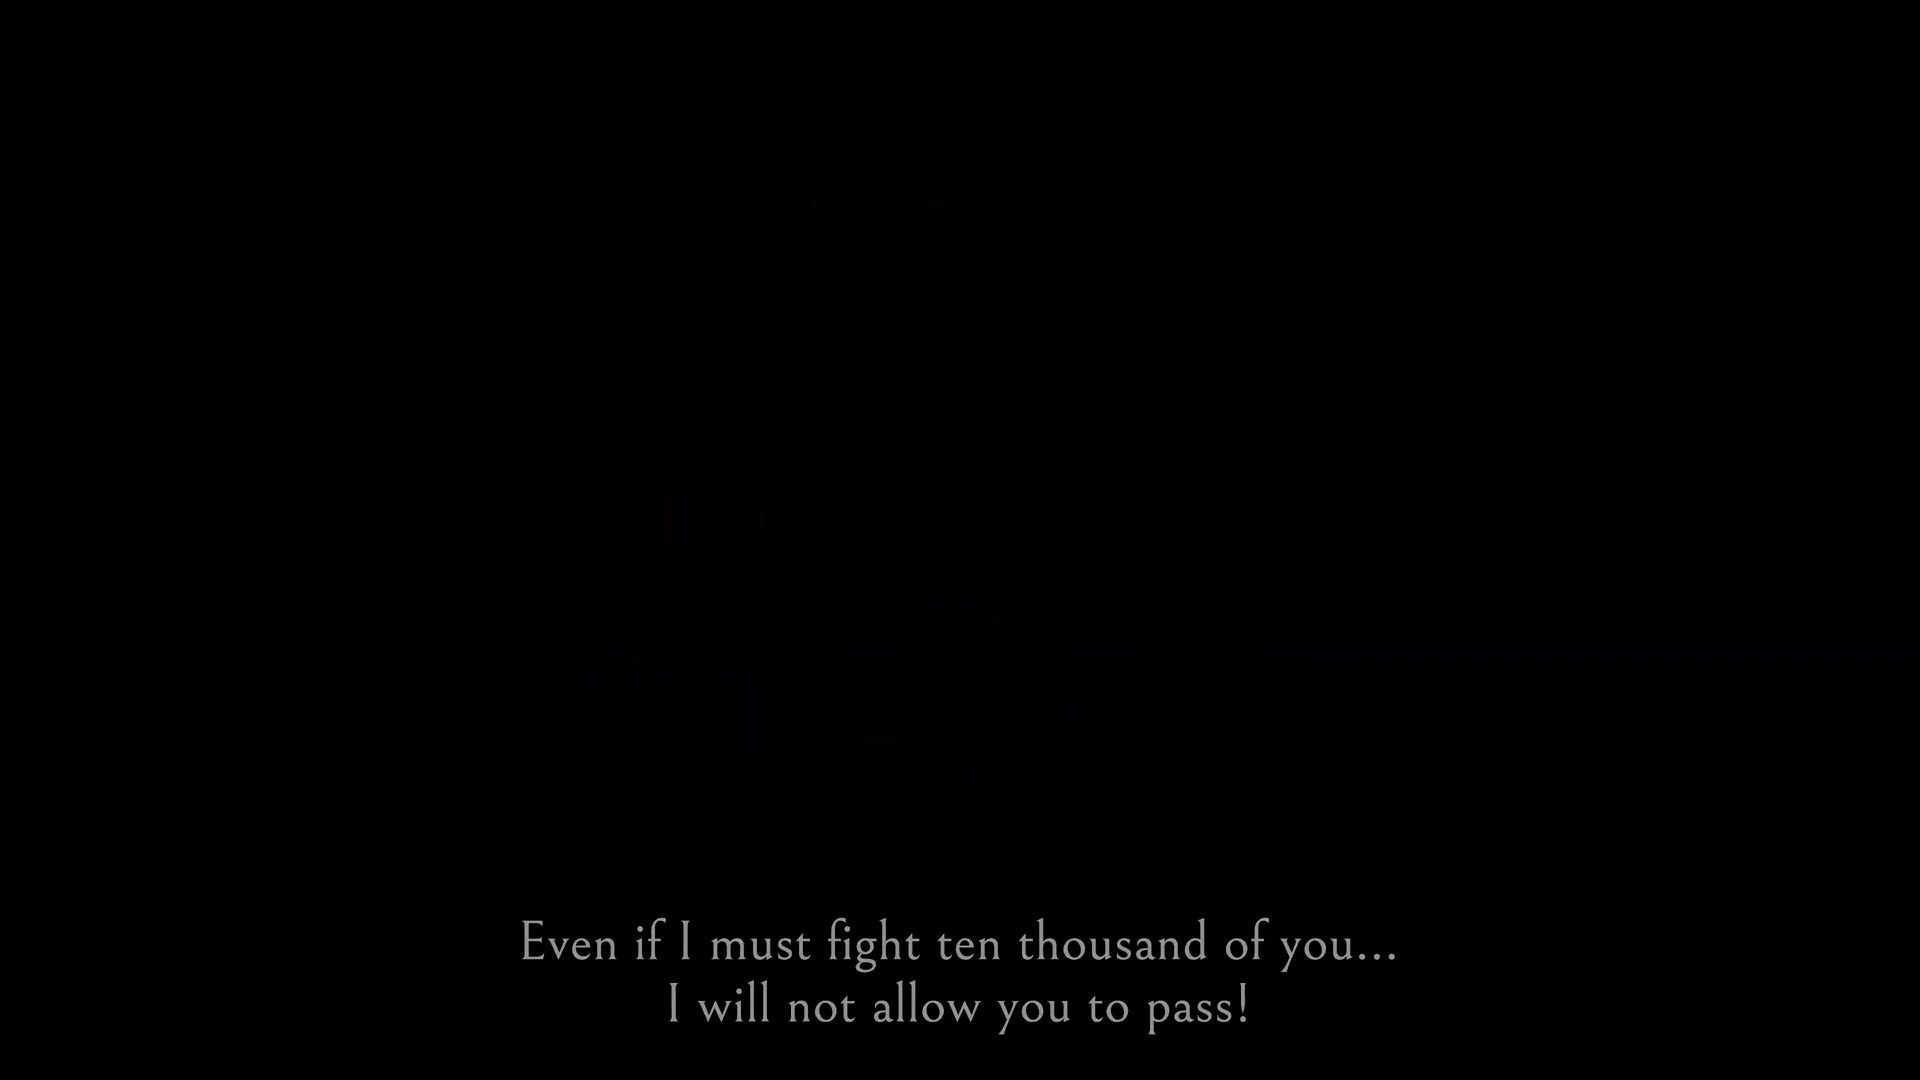 Even if I must fight ten thousand of you...
I will not allow you to pass!